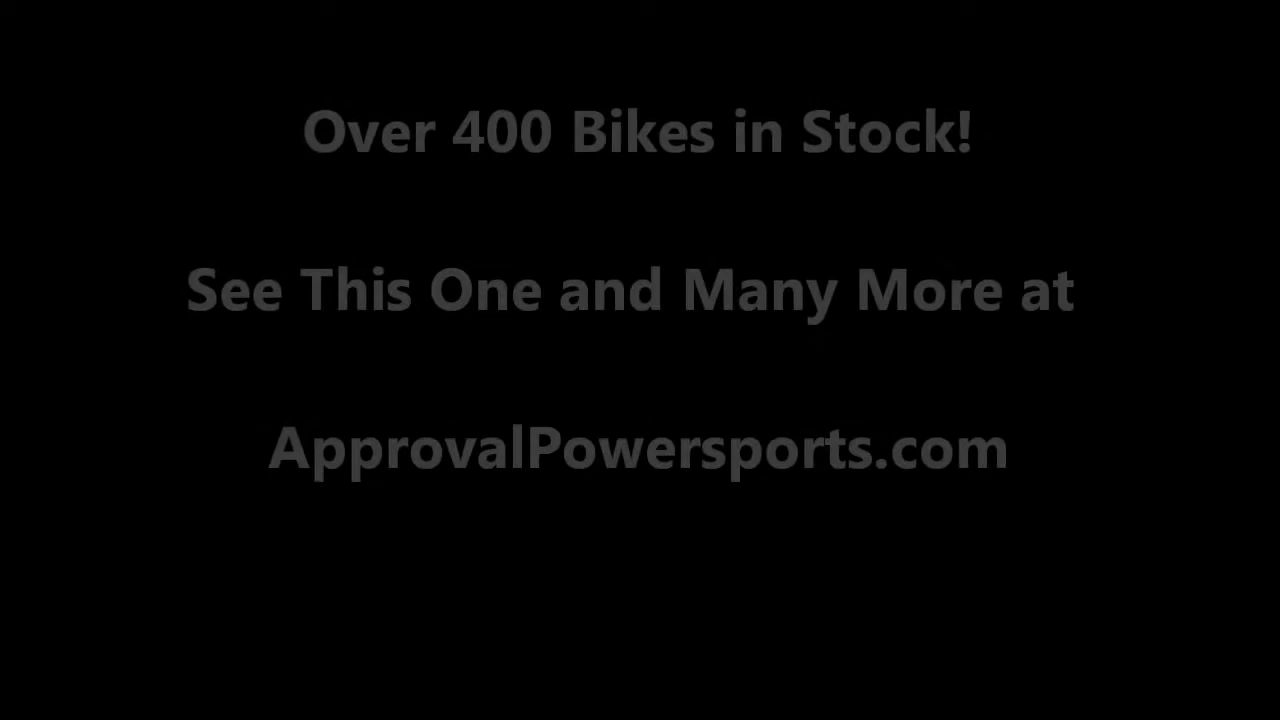 Over 400 Bikes in Stock!
See This One and Many More at
ApprovalPowersports.com